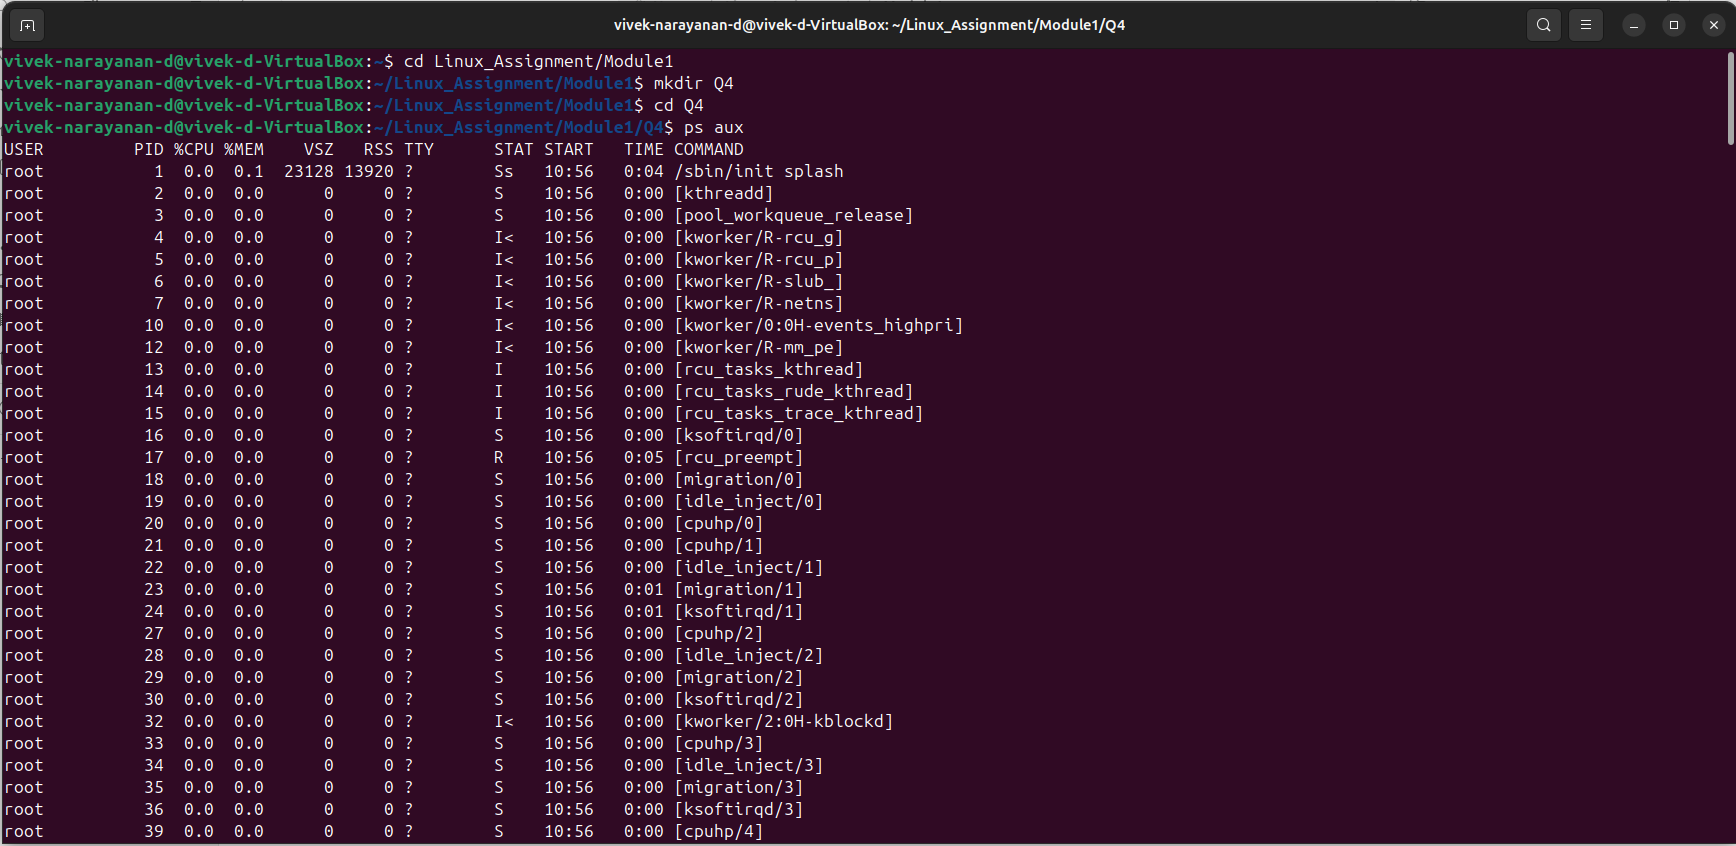 vivek-narayanan-d@vivek-d-VirtualBox: ~/Linux_Assignment/Module1/Q4
vivek-narayanan-d@vivek-d-VirtualBox:~$ cd Linux_Assignment/Module1
vivek-narayanan-d@vivek-d-VirtualBox:~/Linux_Assignment/Module1$ mkdir Q4
vivek-narayanan-d@vivek-d-VirtualBox:~/Linux_Assignment/Module1$ cd Q4
vivek-narayanan-d@vivek-d-VirtualBox:~/Linux_Assignment/Module1/Q4$ ps aux
USER         PID %CPU %MEM    VSZ   RSS TTY      STAT START   TIME COMMAND
root           1  0.0  0.1  23128 13920 ?        Ss   10:56   0:04 /sbin/init splash
root           2  0.0  0.0      0     0 ?        S    10:56   0:00 [kthreadd]
root           3  0.0  0.0      0     0 ?        S    10:56   0:00 [pool_workqueue_release]
root           4  0.0  0.0      0     0 ?        I<   10:56   0:00 [kworker/R-rcu_g]
root           5  0.0  0.0      0     0 ?        I<   10:56   0:00 [kworker/R-rcu_p]
root           6  0.0  0.0      0     0 ?        I<   10:56   0:00 [kworker/R-slub_]
root           7  0.0  0.0      0     0 ?        I<   10:56   0:00 [kworker/R-netns]
root          10  0.0  0.0      0     0 ?        I<   10:56   0:00 [kworker/0:0H-events_highpri]
root          12  0.0  0.0      0     0 ?        I<   10:56   0:00 [kworker/R-mm_pe]
root          13  0.0  0.0      0     0 ?        I    10:56   0:00 [rcu_tasks_kthread]
root          14  0.0  0.0      0     0 ?        I    10:56   0:00 [rcu_tasks_rude_kthread]
root          15  0.0  0.0      0     0 ?        I    10:56   0:00 [rcu_tasks_trace_kthread]
root          16  0.0  0.0      0     0 ?        S    10:56   0:00 [ksoftirqd/0]
root          17  0.0  0.0      0     0 ?        R    10:56   0:05 [rcu_preempt]
root          18  0.0  0.0      0     0 ?        S    10:56   0:00 [migration/0]
root          19  0.0  0.0      0     0 ?        S    10:56   0:00 [idle_inject/0]
root          20  0.0  0.0      0     0 ?        S    10:56   0:00 [cpuhp/0]
root          21  0.0  0.0      0     0 ?        S    10:56   0:00 [cpuhp/1]
root          22  0.0  0.0      0     0 ?        S    10:56   0:00 [idle_inject/1]
root          23  0.0  0.0      0     0 ?        S    10:56   0:01 [migration/1]
root          24  0.0  0.0      0     0 ?        S    10:56   0:01 [ksoftirqd/1]
root          27  0.0  0.0      0     0 ?        S    10:56   0:00 [cpuhp/2]
root          28  0.0  0.0      0     0 ?        S    10:56   0:00 [idle_inject/2]
root          29  0.0  0.0      0     0 ?        S    10:56   0:00 [migration/2]
root          30  0.0  0.0      0     0 ?        S    10:56   0:00 [ksoftirqd/2]
root          32  0.0  0.0      0     0 ?        I<   10:56   0:00 [kworker/2:0H-kblockd]
root          33  0.0  0.0      0     0 ?        S    10:56   0:00 [cpuhp/3]
root          34  0.0  0.0      0     0 ?        S    10:56   0:00 [idle_inject/3]
root          35  0.0  0.0      0     0 ?        S    10:56   0:00 [migration/3]
root          36  0.0  0.0      0     0 ?        S    10:56   0:00 [ksoftirqd/3]
root          39  0.0  0.0      0     0 ?        S    10:56   0:00 [cpuhp/4]